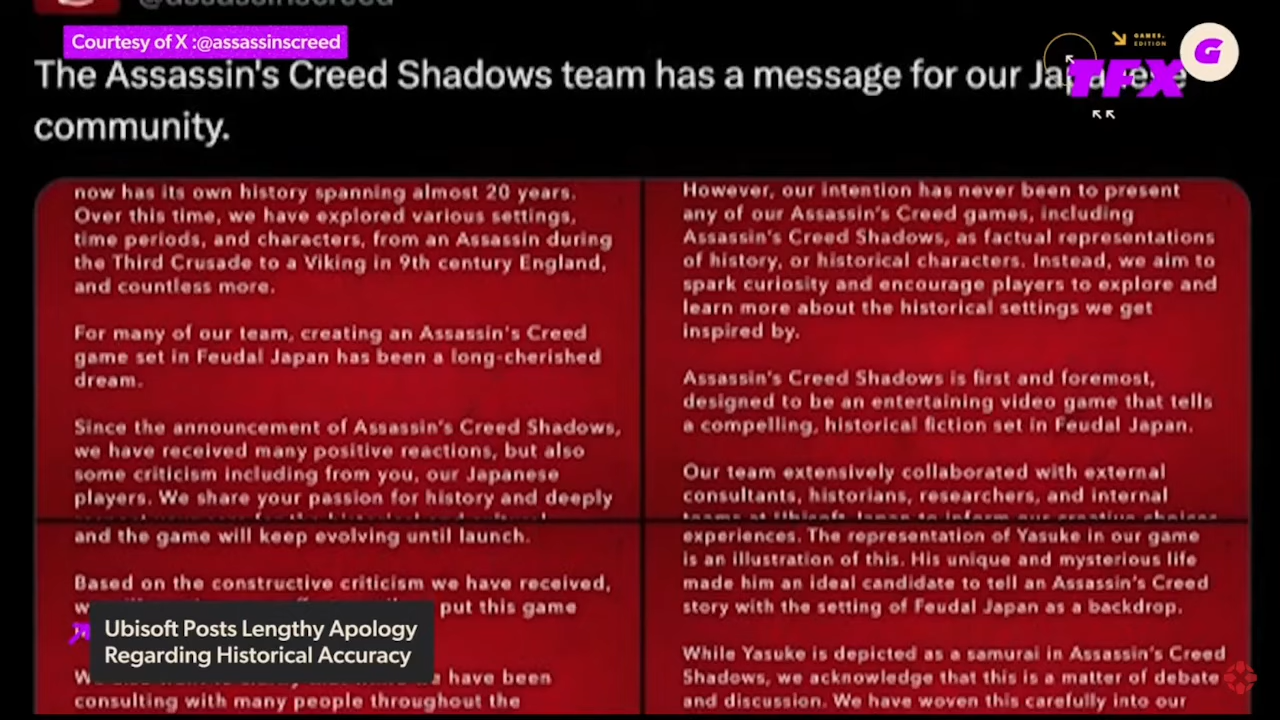 @assassinscreed
Courtesy of X :@assassinscreed
GAMES.
EDITION
G
TFX
The Assassin's Creed Shadows team has a message for our Japanese
community.
now has its own history spanning almost 20 years.
Over this time, we have explored various settings,
time periods, and characters, from an Assassin during
the Third Crusade to a Viking in 9th century England,
and countless more.
For many of our team, creating an Assassin's Creed
game set in Feudal Japan has been a long-cherished
dream.
Since the announcement of Assassin's Creed Shadows,
we have received many positive reactions, but also
some criticism including from you, our Japanese
players. We share your passion for history and deeply
However, our intention has never been to present
any of our Assassin's Creed games, including
Assassin's Creed Shadows, as factual representations
of history, or historical characters. Instead, we aim to
spark curiosity and encourage players to explore and
learn more about the historical settings we get
inspired by.
Assassin's Creed Shadows is first and foremost,
designed to be an entertaining video game that tells
a compelling, historical fiction set in Feudal Japan.
Our team extensively collaborated with external
consultants, historians, researchers, and internal
teams at Ubisoft Japan to inform our creative choices
and the game will keep evolving until launch.
Based on the constructive criticism we have received,
put this game
have been
consulting with many people throughout the
experiences. The representation of Yasuke in our game
is an illustration of this. His unique and mysterious life
made him an ideal candidate to tell an Assassin's Creed
story with the setting of Feudal Japan as a backdrop.
While Yasuke is depicted as a samurai in Assassin's Creed
Shadows, we acknowledge that this is a matter of debate
and discussion. We have woven this carefully into our
Ubisoft Posts Lengthy Apology
Regarding Historical Accuracy